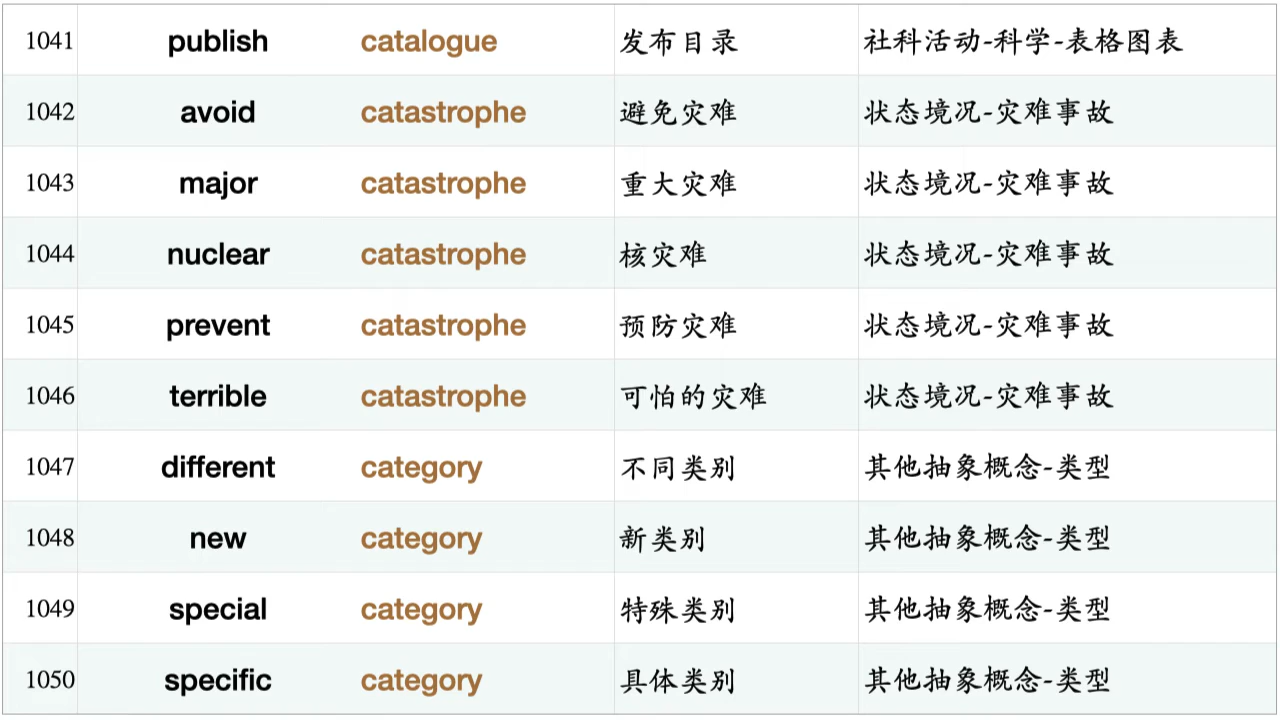 1041 publish catalogue 发布目录 社科活动-科学-表格图表
1042 avoid catastrophe 避免灾难 状态境况-灾难事故
1043 major catastrophe 重大灾难 状态境况-灾难事故
1044 nuclear catastrophe 核灾难 状态境况-灾难事故
1045 prevent catastrophe 预防灾难 状态境况-灾难事故
1046 terrible catastrophe 可怕的灾难 状态境况-灾难事故
1047 different category 不同类别 其他抽象概念-类型
1048 new category 新类别 其他抽象概念-类型
1049 special category 特殊类别 其他抽象概念-类型
1050 specific category 具体类别 其他抽象概念-类型